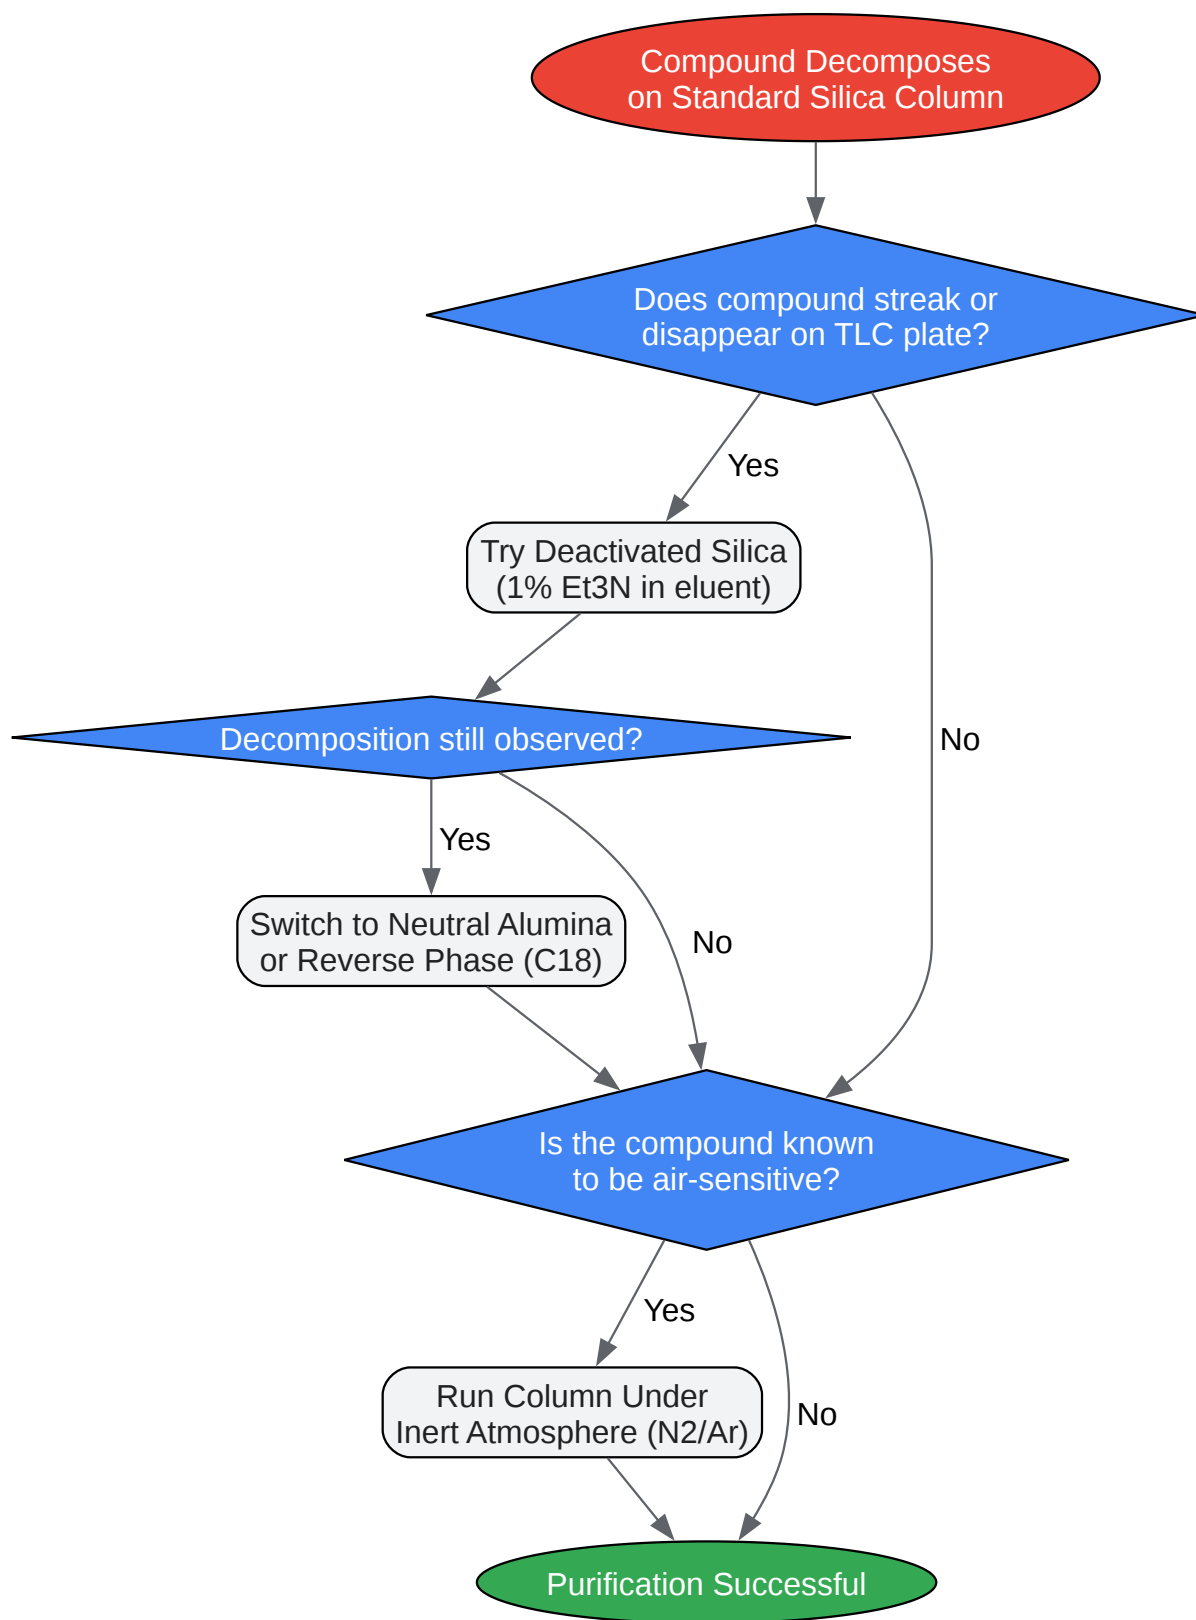 Compound Decomposes
on Standard Silica Column
Does compound streak or
disappear on TLC plate?
Yes
Try Deactivated Silica
(1% Et3N in eluent)
Decomposition still observed?
No
Yes
Switch to Neutral Alumina
or Reverse Phase (C18)
No
Is the compound known
to be air-sensitive?
Yes
Run Column Under
Inert Atmosphere (N2/Ar)
No
Purification Successful